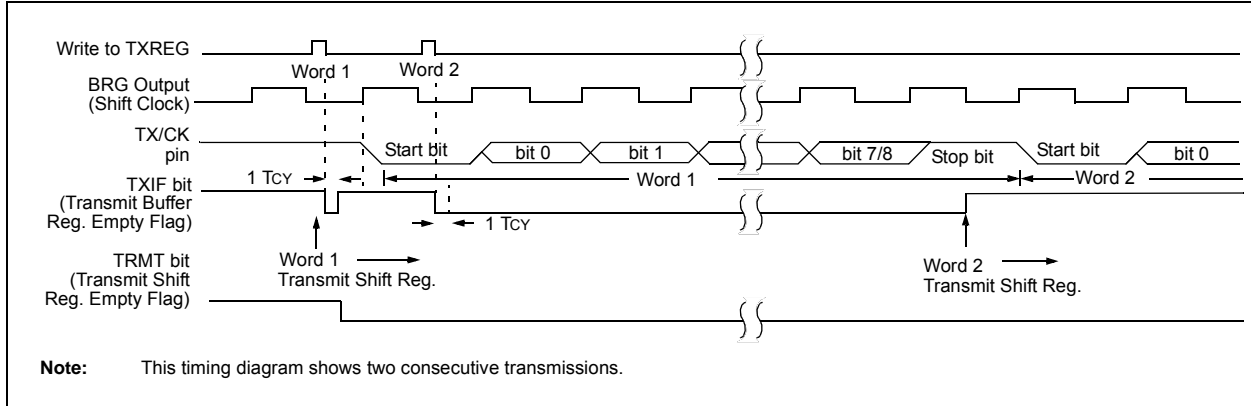 Write to TXREG
Word 1
Word 2
BRG Output
(Shift Clock)
TX/CK
pin
Start bit
bit 0
bit 1
bit 7/8
Stop bit
Start bit
bit 0
1 TCY
Word 1
Word 2
TXIF bit
(Transmit Buffer
Reg. Empty Flag)
1 TCY
Word 1
Transmit Shift Reg.
Word 2
Transmit Shift Reg.
TRMT bit
(Transmit Shift
Reg. Empty Flag)
Note: This timing diagram shows two consecutive transmissions.